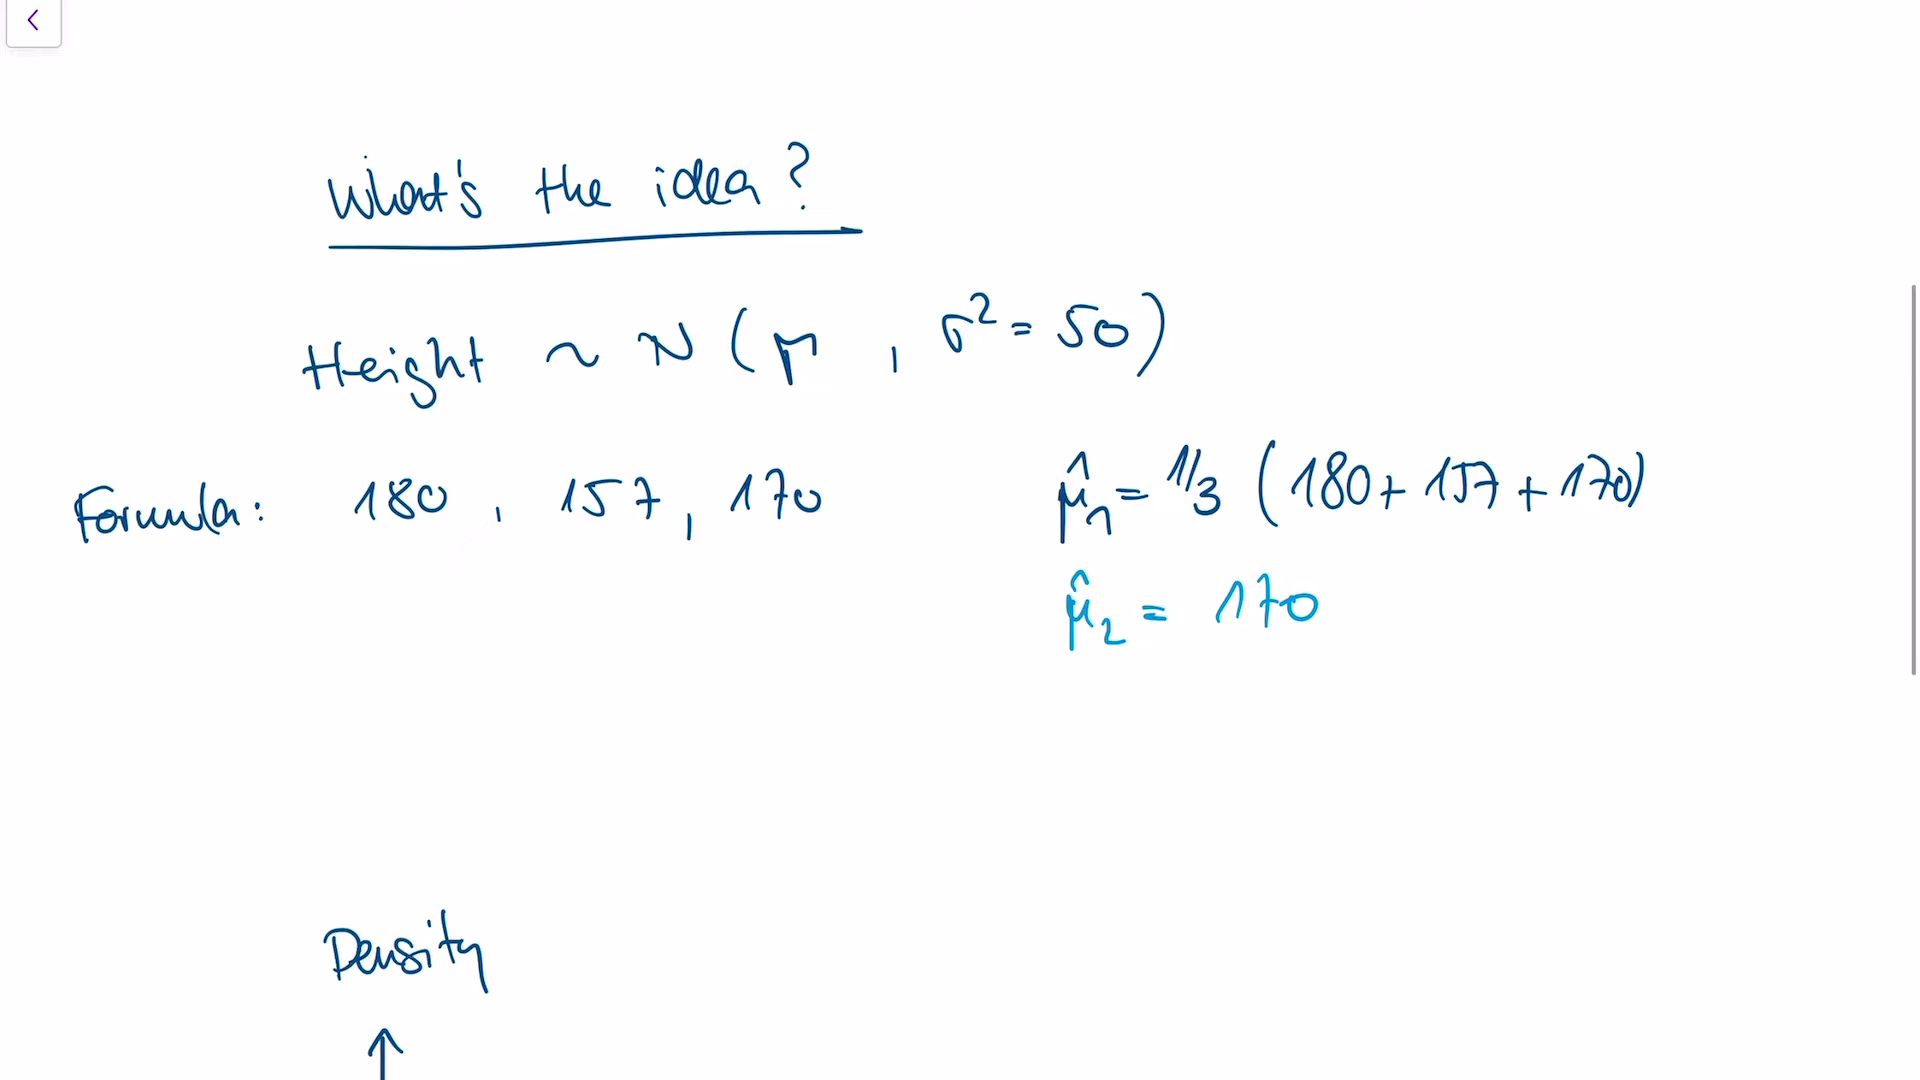 What's the idea?
Height ~ N (μ, σ² = 50)
Formula: 180, 157, 170
μ̂₁ = 1/3 (180 + 157 + 170)
μ̂₂ = 170
Density